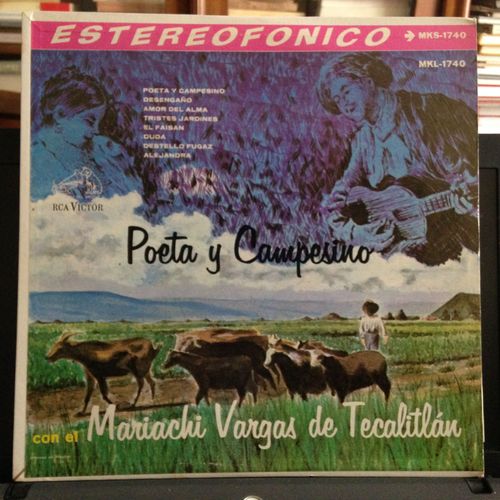 ESTEREOFONICO → MKS-1740
MKL-1740
POETA Y CAMPESINO
DESENGAÑO
AMOR DEL ALMA
TRISTES JARDINES
EL FAISAN
DUDA
DESTELLO FUGAZ
ALEJANDRA
RCA VICTOR
Poeta y Campesino
con el Mariachi Vargas de Tecalitlán